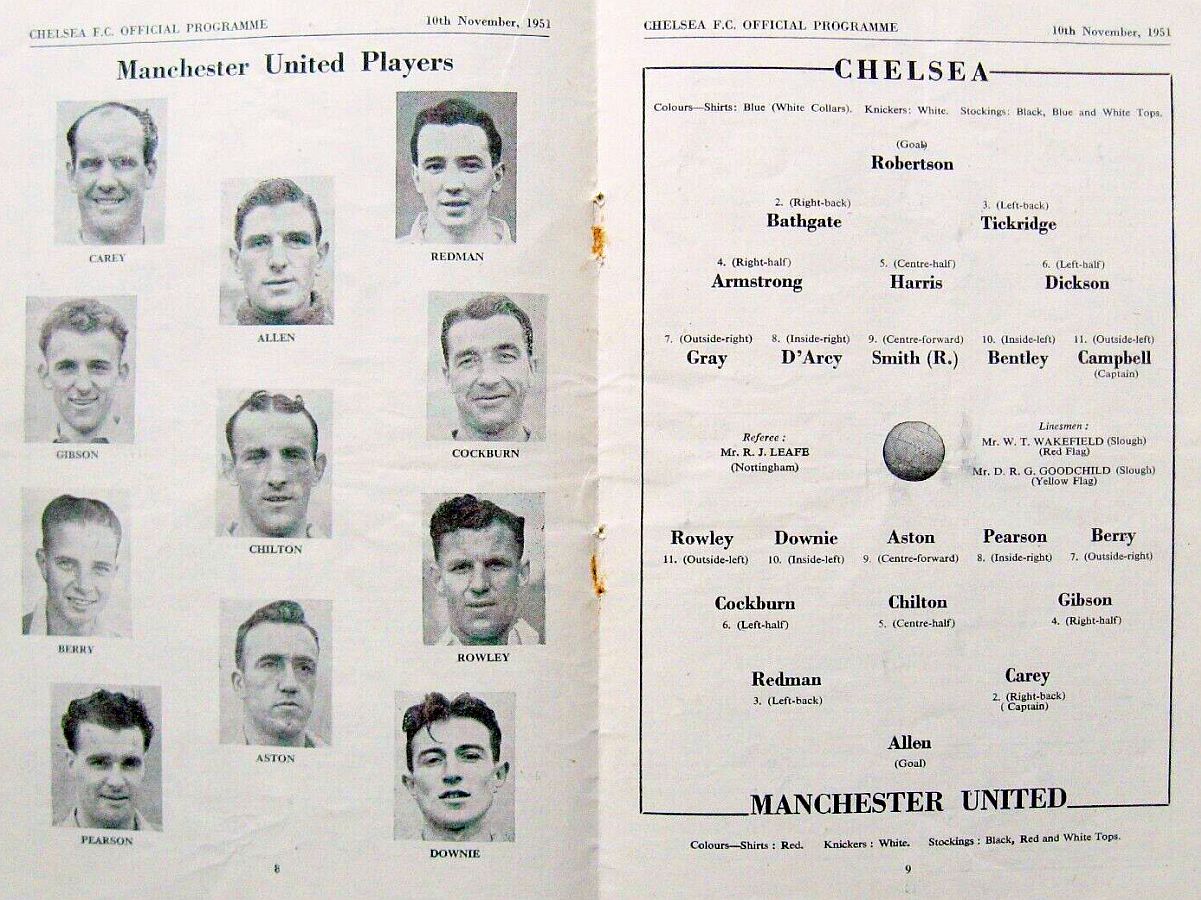 CHELSEA F.C. OFFICIAL PROGRAMME 10th November, 1951
Manchester United Players
CAREY
REDMAN
ALLEN
GIBSON
COCKBURN
CHILTON
BERRY
ROWLEY
ASTON
PEARSON
DOWNIE
8
CHELSEA F.C. OFFICIAL PROGRAMME 10th November, 1951
CHELSEA
Colours—Shirts: Blue (White Collars). Knickers: White. Stockings: Black, Blue and White Tops.
(Goal)
Robertson
2. (Right-back) 3. (Left-back)
Bathgate Tickridge
4. (Right-half) 5. (Centre-half) 6. (Left-half)
Armstrong Harris Dickson
7. (Outside-right) 8. (Inside-right) 9. (Centre-forward) 10. (Inside-left) 11. (Outside-left)
Gray D'Arcy Smith (R.) Bentley Campbell
(Captain)
Referee :
Mr. R. J. LEAFE
(Nottingham)
Linesmen :
Mr. W. T. WAKEFIELD (Slough)
(Red Flag)
Mr. D. R. G. GOODCHILD (Slough)
(Yellow Flag)
Rowley Downie Aston Pearson Berry
11. (Outside-left) 10. (Inside-left) 9. (Centre-forward) 8. (Inside-right) 7. (Outside-right)
Cockburn Chilton Gibson
6. (Left-half) 5. (Centre-half) 4. (Right-half)
Redman Carey
3. (Left-back) 2. (Right-back)
( Captain)
Allen
(Goal)
MANCHESTER UNITED
Colours—Shirts : Red. Knickers : White. Stockings : Black, Red and White Tops.
9